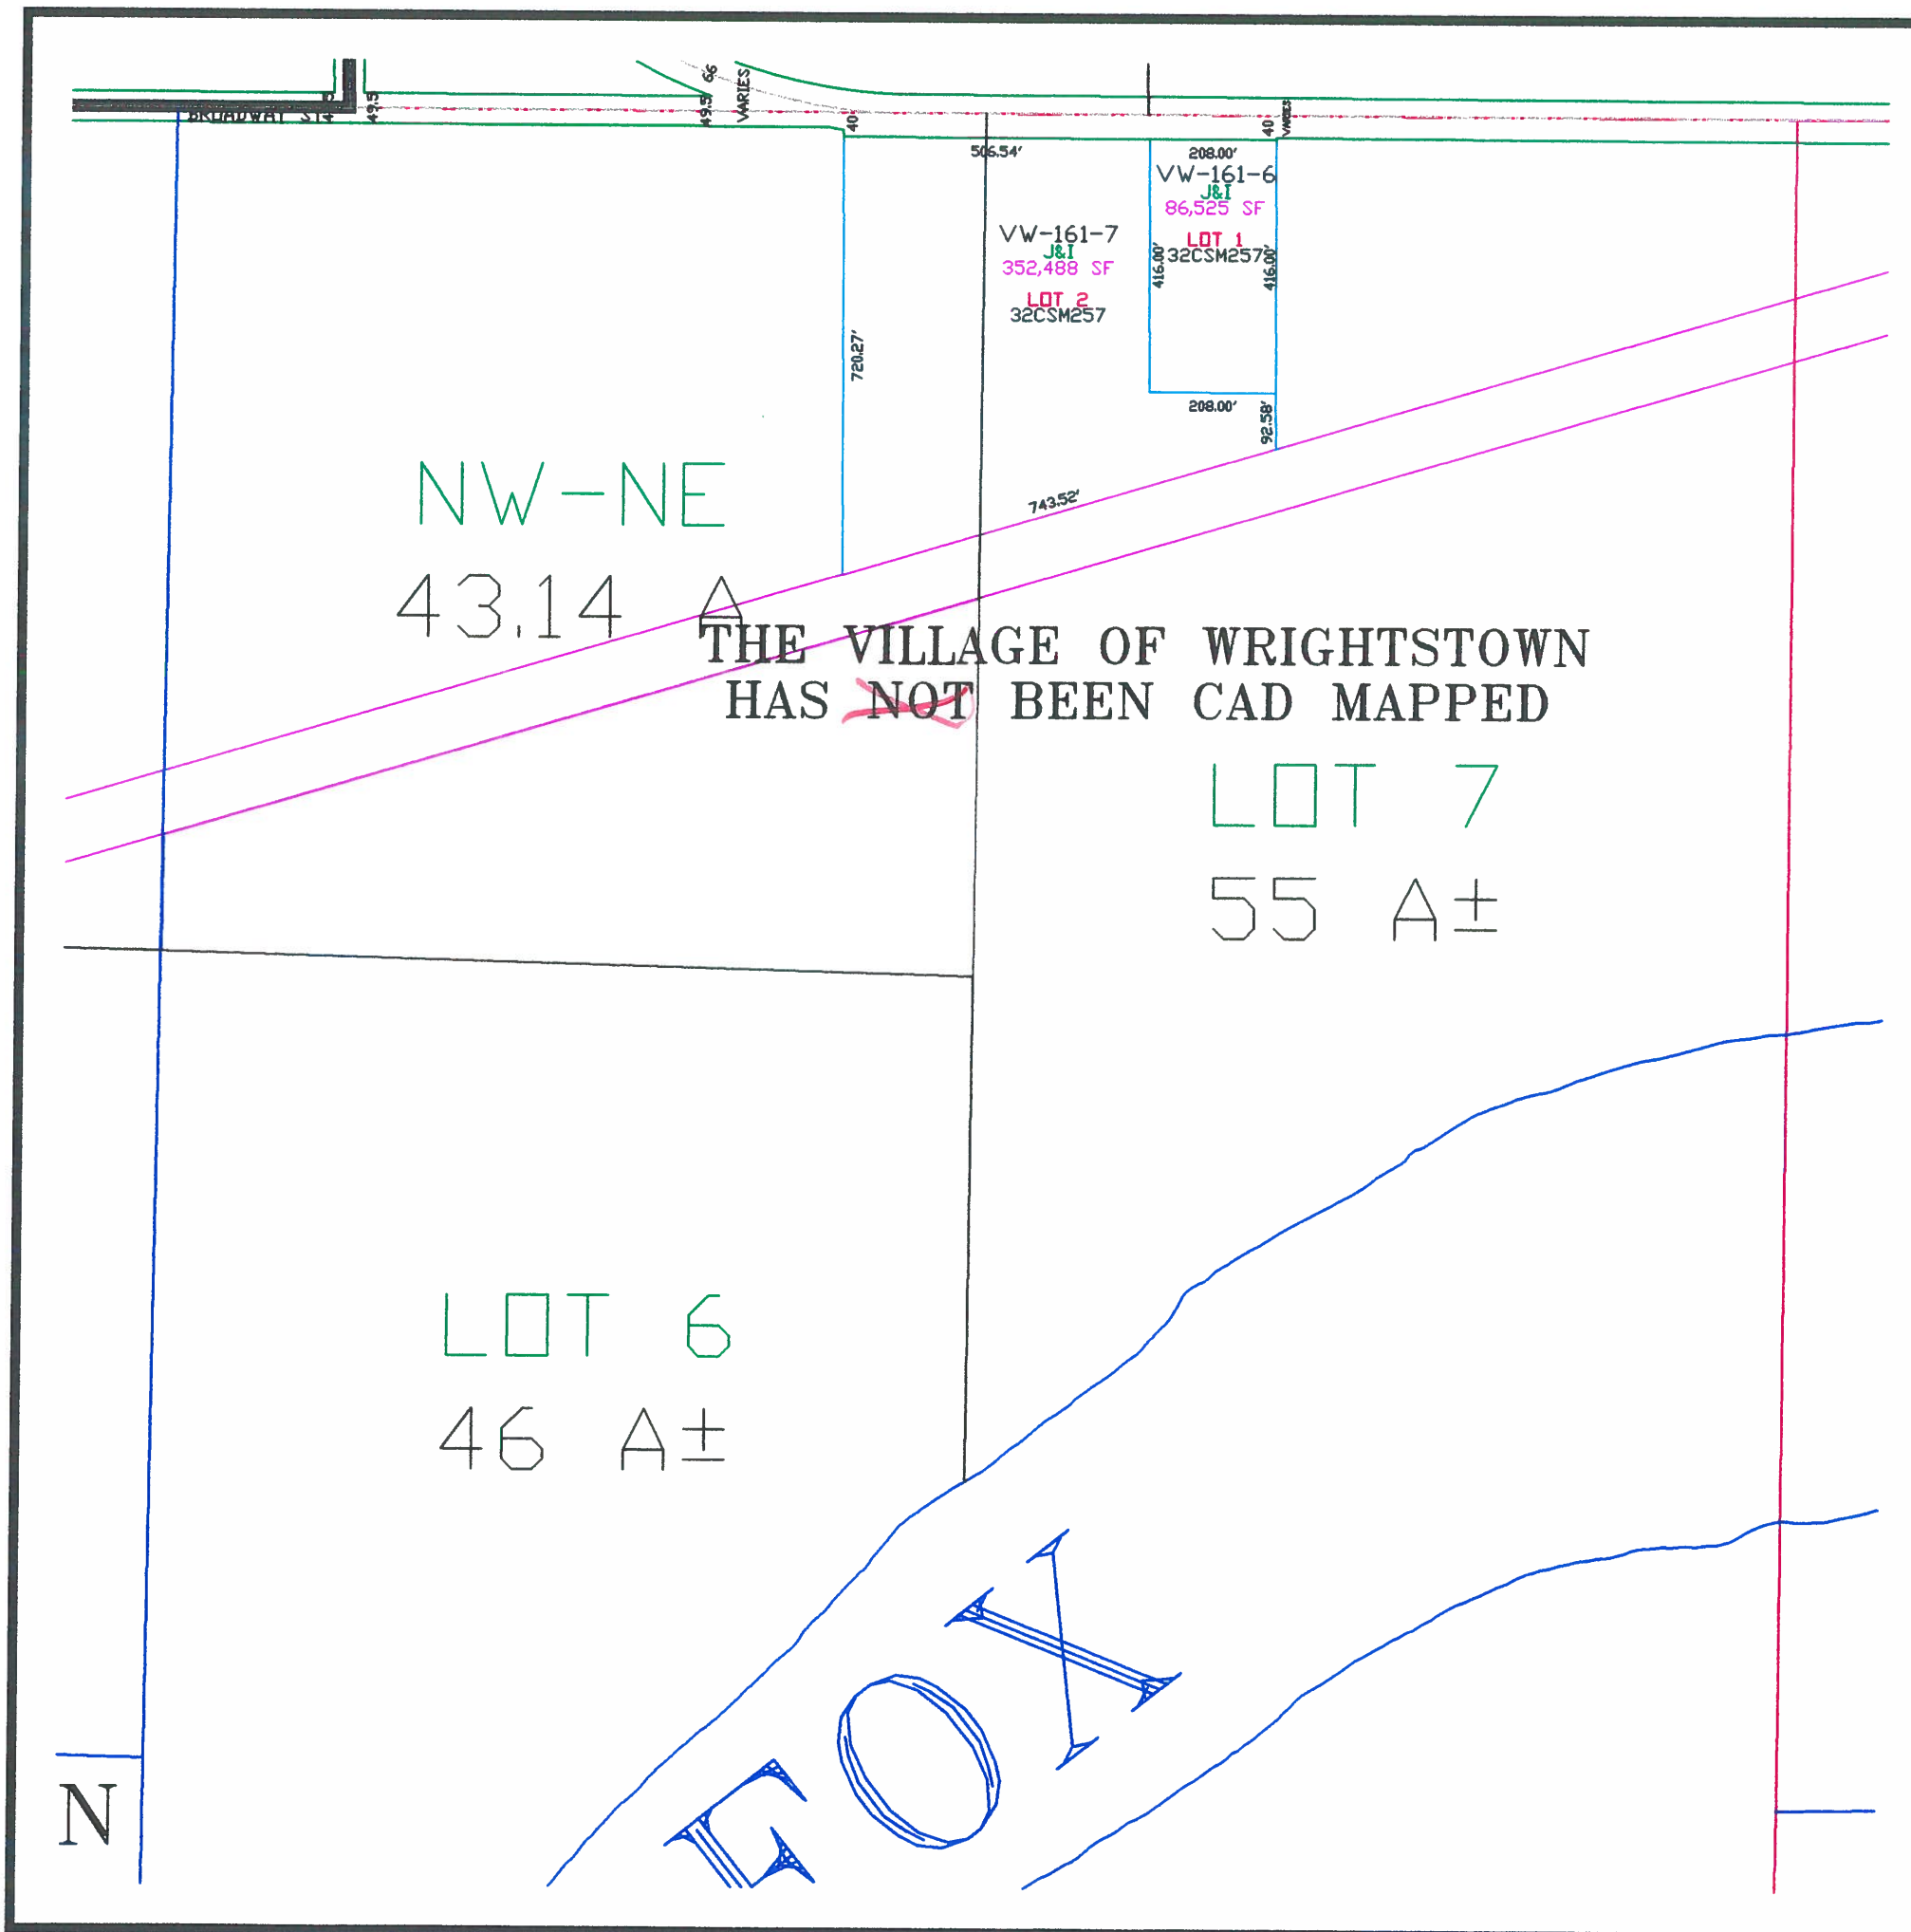 66
49.5
VARIES
49.5
BROADWAY ST
40
40
VARIES
506.54'
208.00'
VW-161-6
J&I
86,525 SF
LOT 1
32CSM257
416.00'
416.00'
VW-161-7
J&I
352,488 SF
LOT 2
32CSM257
720.27'
208.00'
92.58'
743.52'
NW-NE
43.14 A
THE VILLAGE OF WRIGHTSTOWN
HAS NOT BEEN CAD MAPPED
LOT 7
55 A±
LOT 6
46 A±
FOX
N